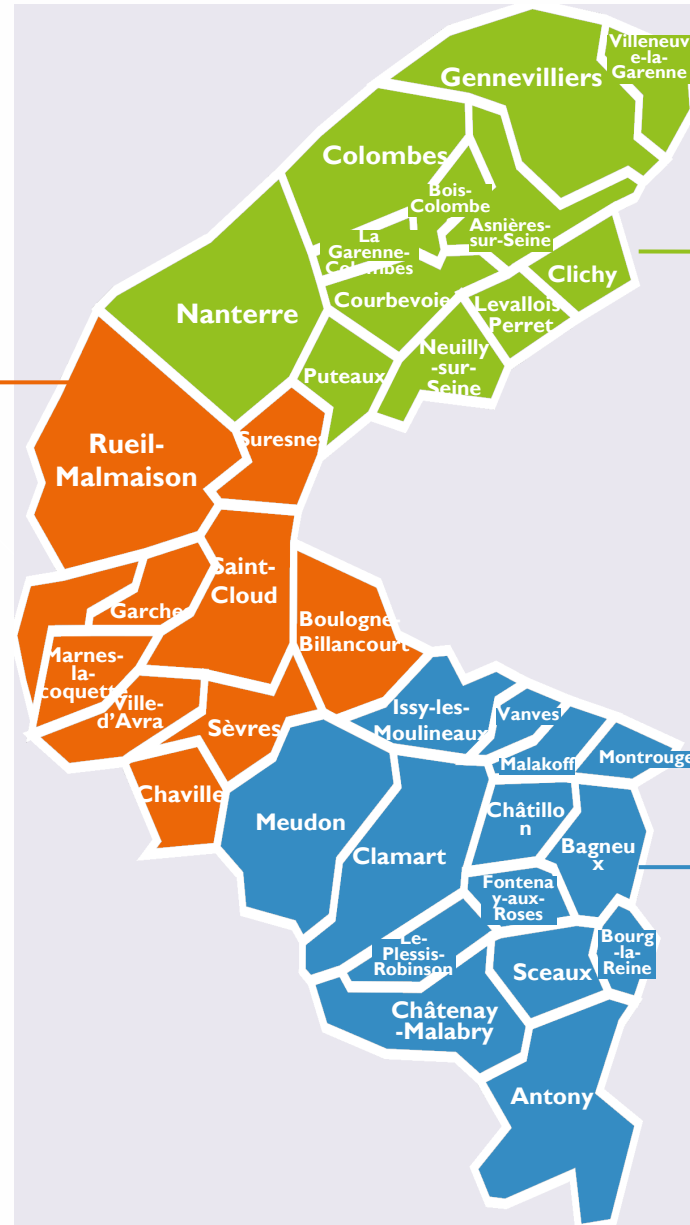 Villeneuv
e-la-
Garenne
Gennevilliers
Colombes
Bois-
Colombe
Asnières-
sur-Seine
La
Garenne-
Colombes
Clichy
Courbevoie
Levallois
Perret
Nanterre
Neuilly
-sur-
Seine
Puteaux
Suresnes
Rueil-
Malmaison
Saint-
Cloud
Garches
Boulogne-
Billancourt
Marnes-
la-
coquette
Ville-
d'Avra
Issy-les-
Moulineaux
Vanves
Sèvres
Malakoff
Montrouge
Chaville
Châtillo
n
Meudon
Clamart
Bagneu
x
Fontena
y-aux-
Roses
Le-
Plessis-
Robinson
Bourg
-la-
Reine
Sceaux
Châtenay
-Malabry
Antony